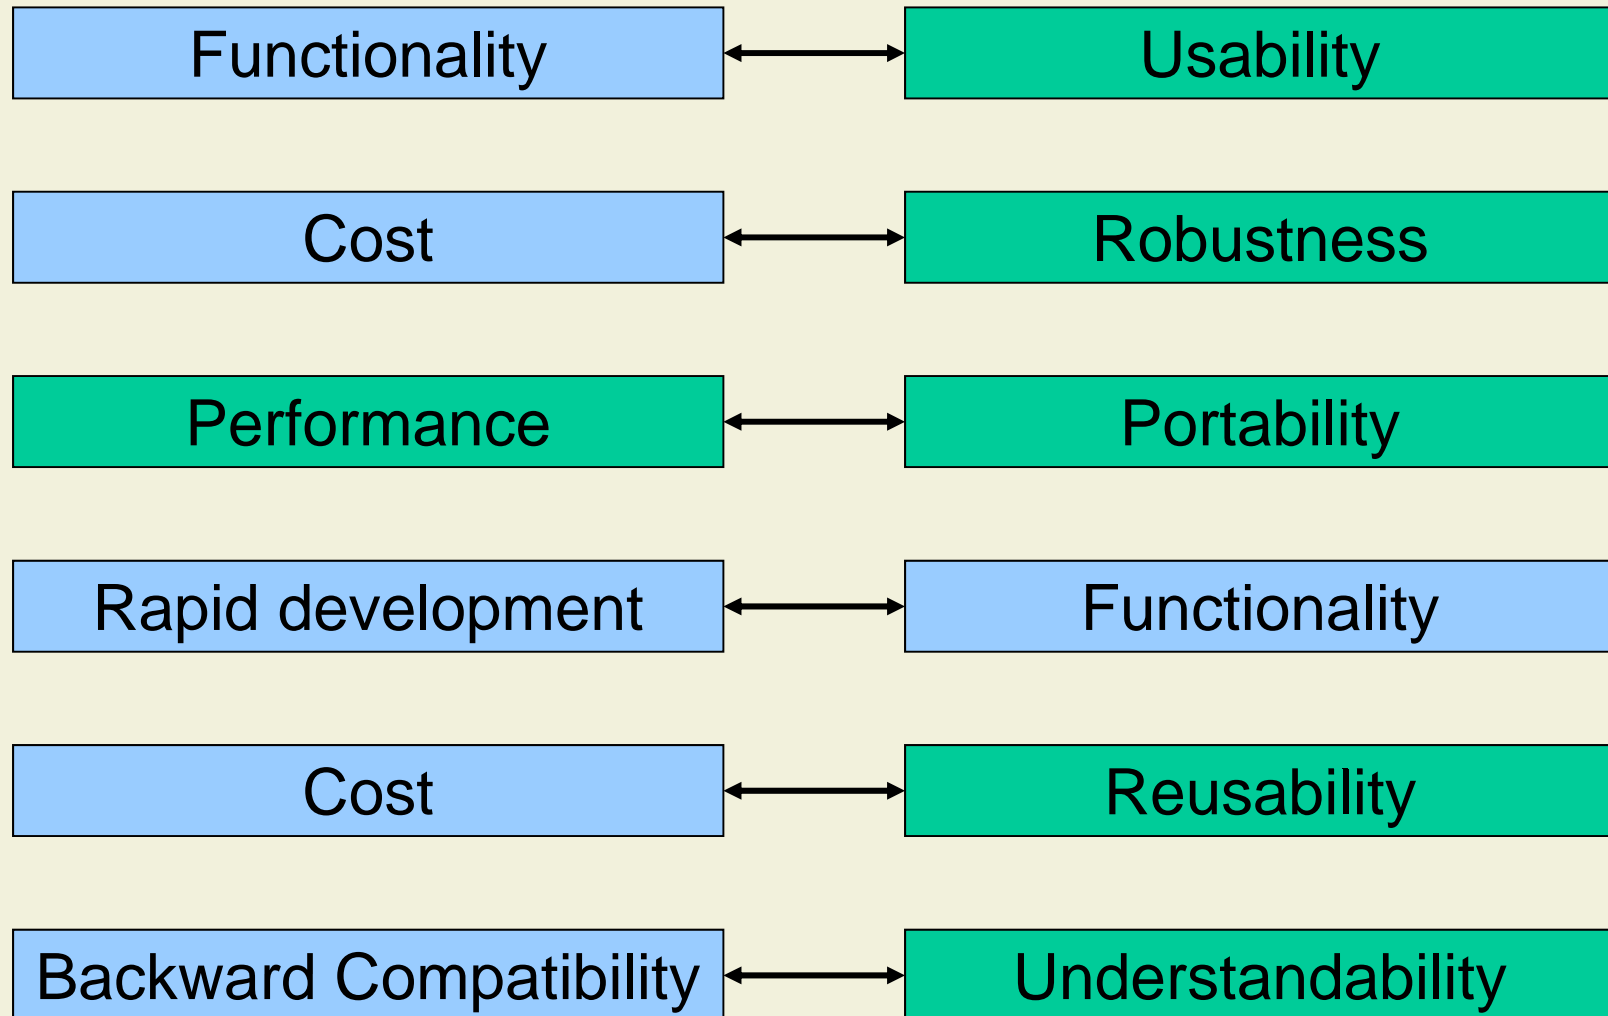 Functionality
Usability
Cost
Robustness
Performance
Portability
Rapid development
Functionality
Cost
Reusability
Backward Compatibility
Understandability